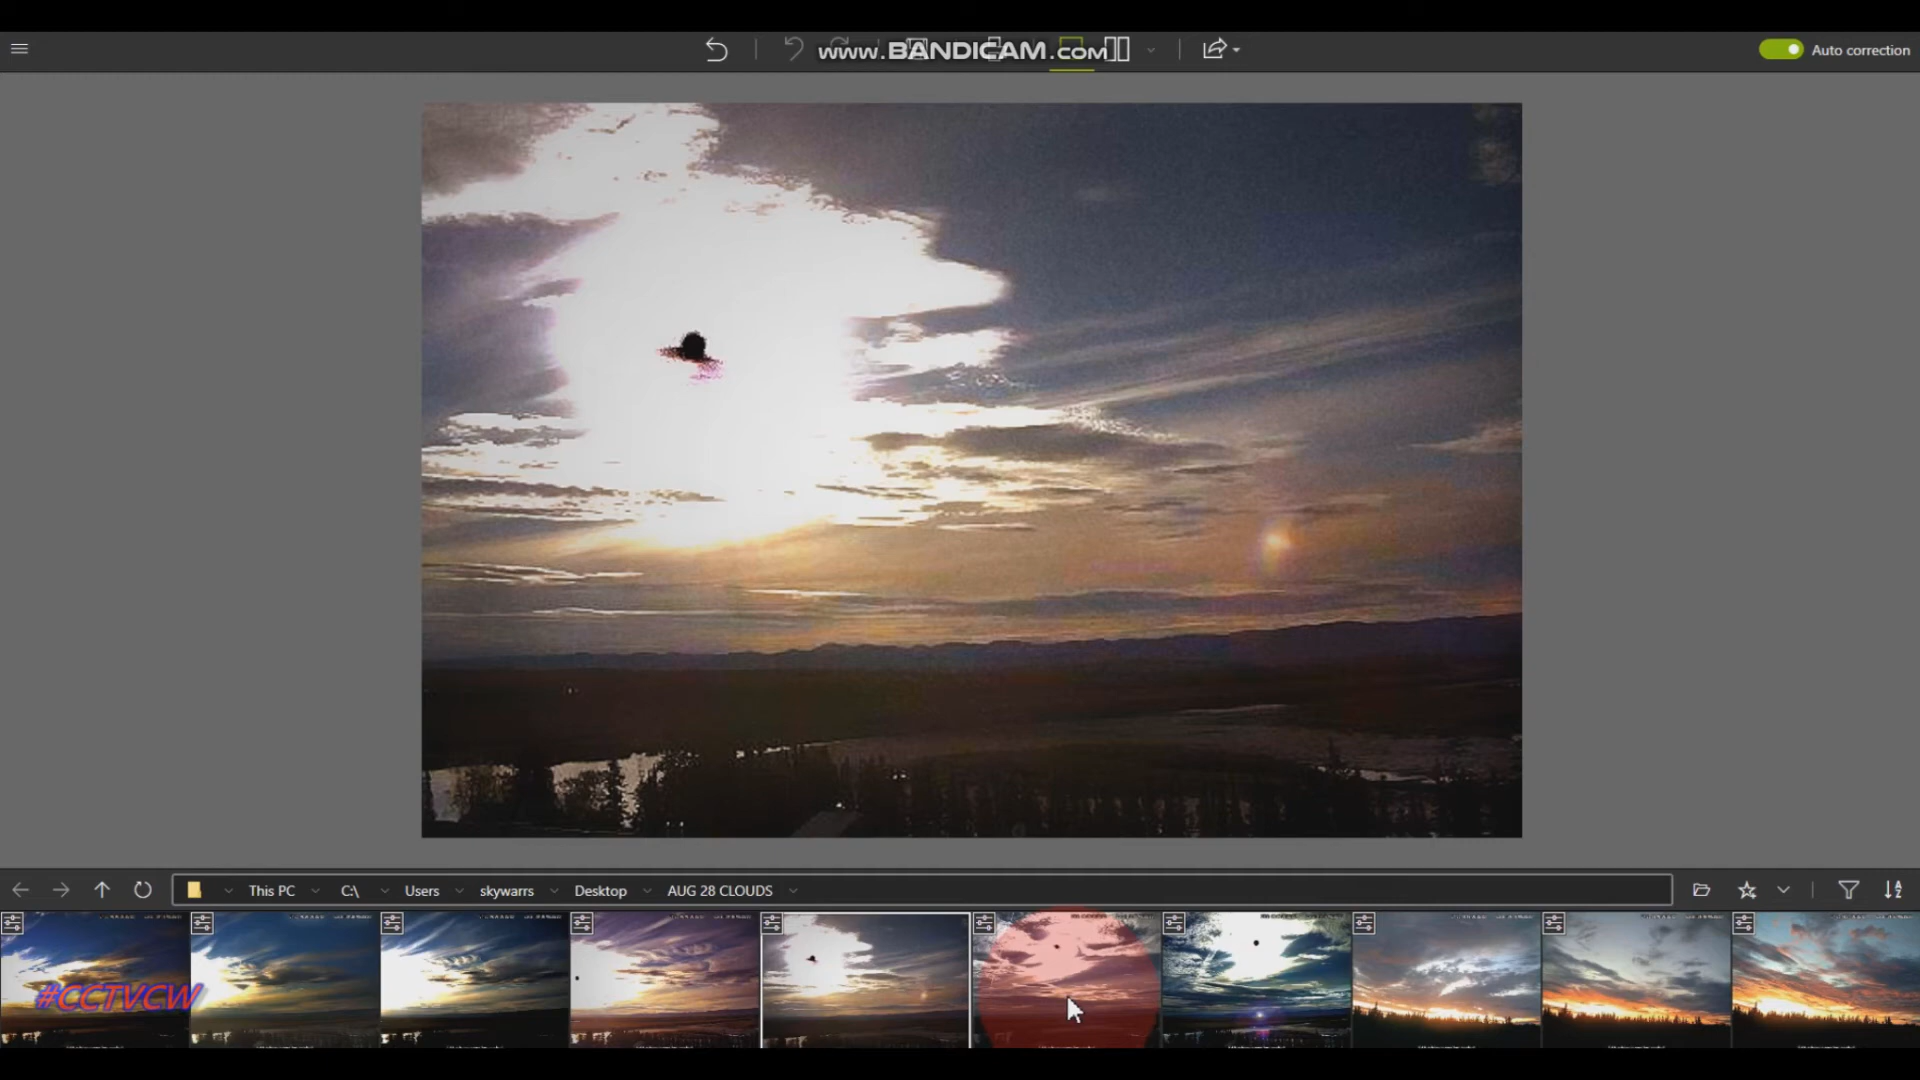 www.BANDICAM.com
Auto correction
This PC
C:\
Users
skywarrs
Desktop
AUG 28 CLOUDS
#CCTVCW